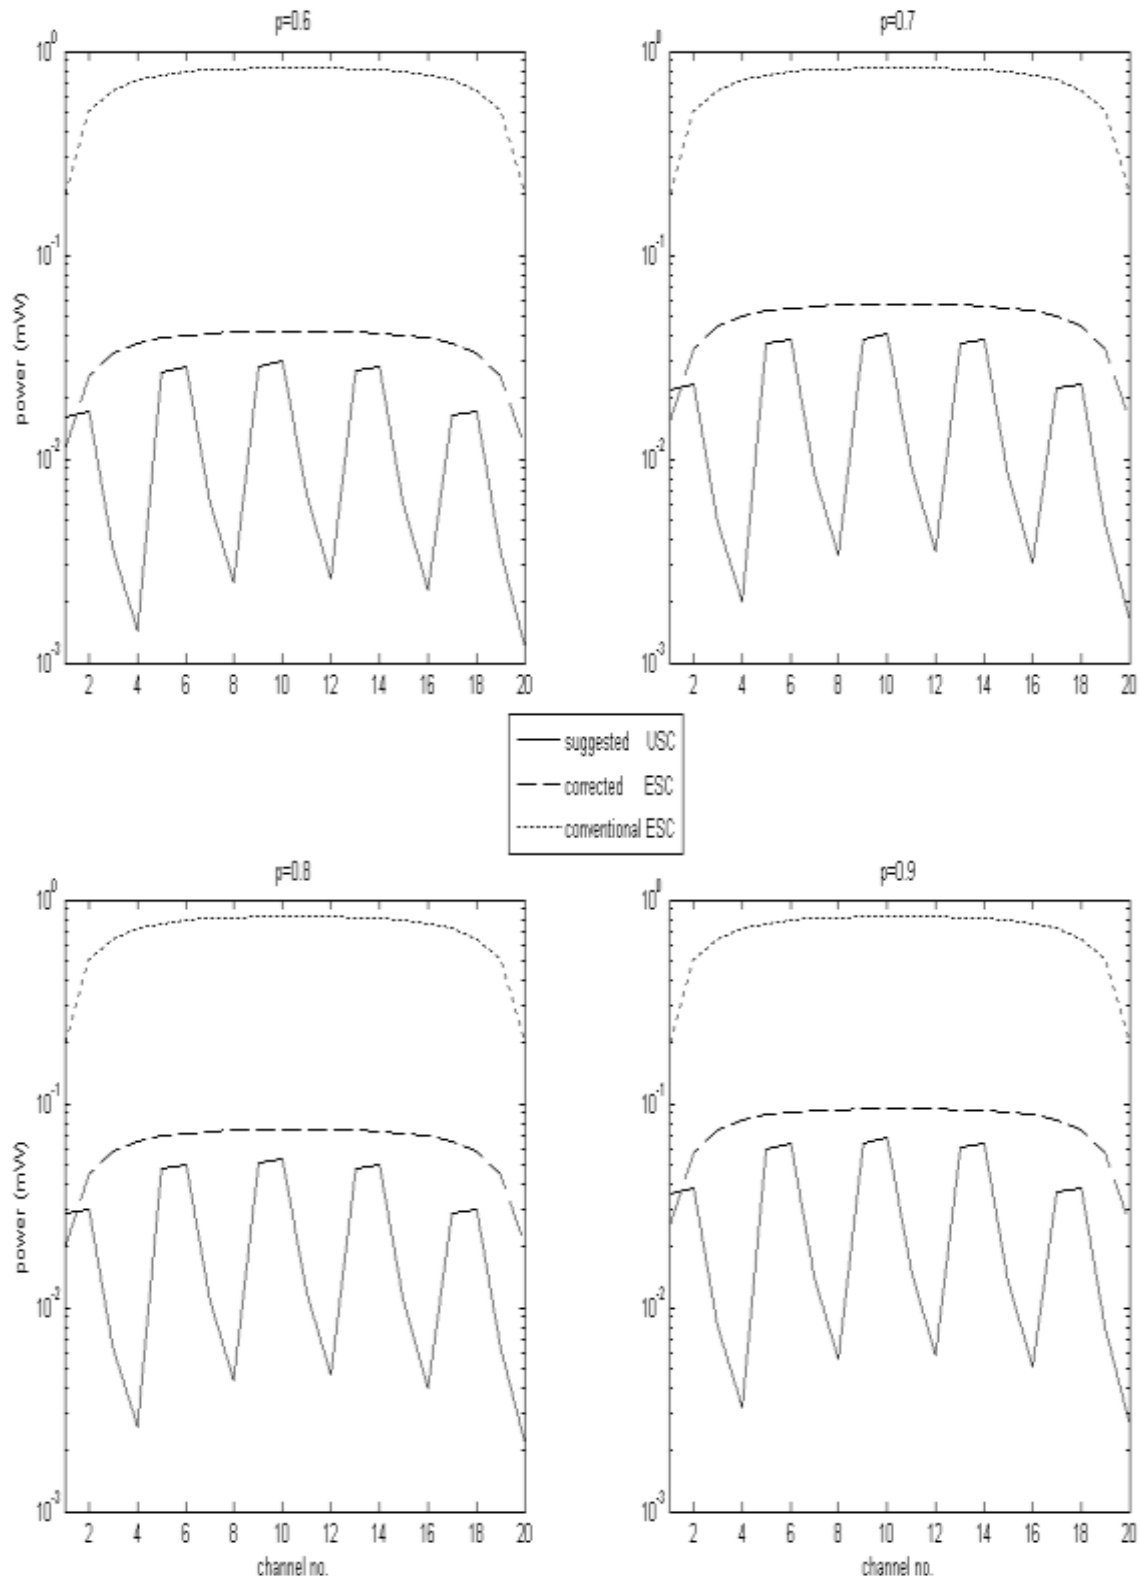 p=0.6
p=0.7
10^0
10^-1
10^-2
10^-3
power (mW)
2 4 6 8 10 12 14 16 18 20
10^0
10^-1
10^-2
10^-3
2 4 6 8 10 12 14 16 18 20
suggested USC
corrected ESC
conventional ESC
p=0.8
p=0.9
10^0
10^-1
10^-2
10^-3
power (mW)
2 4 6 8 10 12 14 16 18 20
channel no.
10^0
10^-1
10^-2
10^-3
2 4 6 8 10 12 14 16 18 20
channel no.